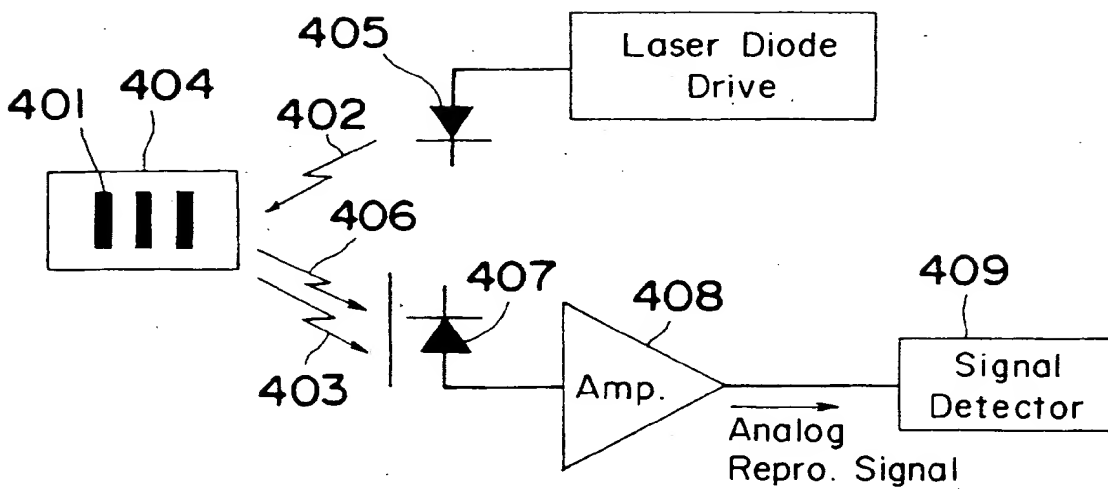 405
Laser Diode
Drive
401
404
402
406
407
408
409
403
Amp.
Signal
Detector
Analog
Repro. Signal